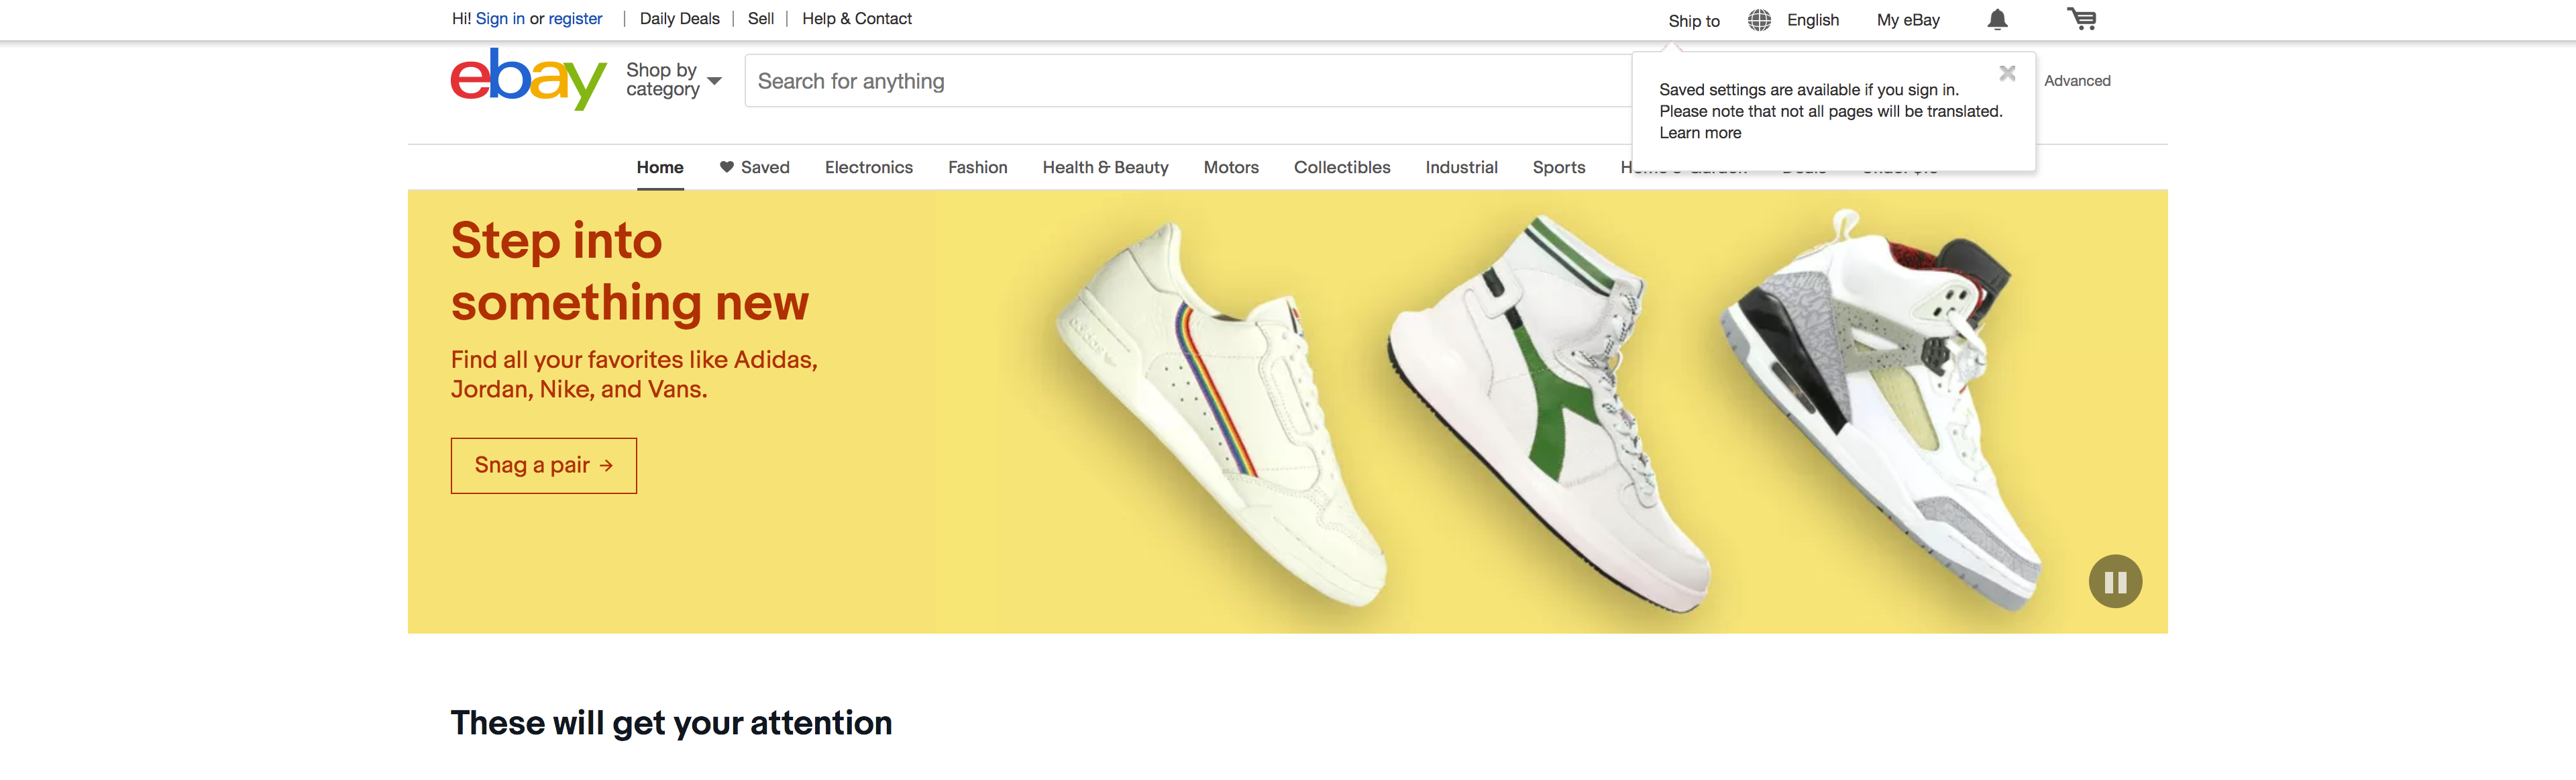 Hi! Sign in or register
Daily Deals
Sell
Help & Contact
Ship to
English
My eBay
ebay
Shop by
category
Search for anything
Advanced
Saved settings are available if you sign in.
Please note that not all pages will be translated.
Learn more
Home
Saved
Electronics
Fashion
Health & Beauty
Motors
Collectibles
Industrial
Sports
Step into
something new
Find all your favorites like Adidas,
Jordan, Nike, and Vans.
Snag a pair →
These will get your attention